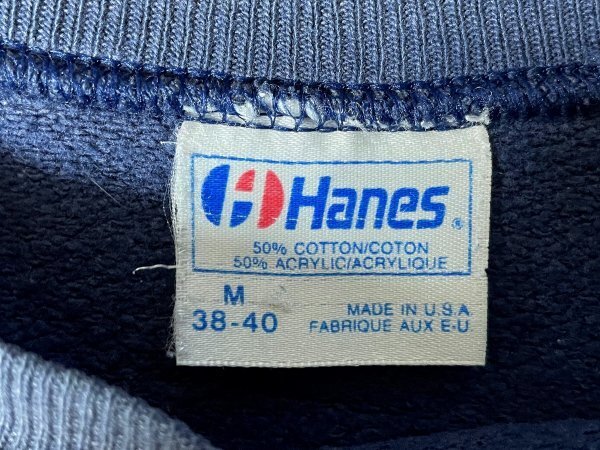 Hanes®
50% COTTON/COTON
50% ACRYLIC/ACRYLIQUE
M
38-40
MADE IN U.S.A
FABRIQUE AUX E-U